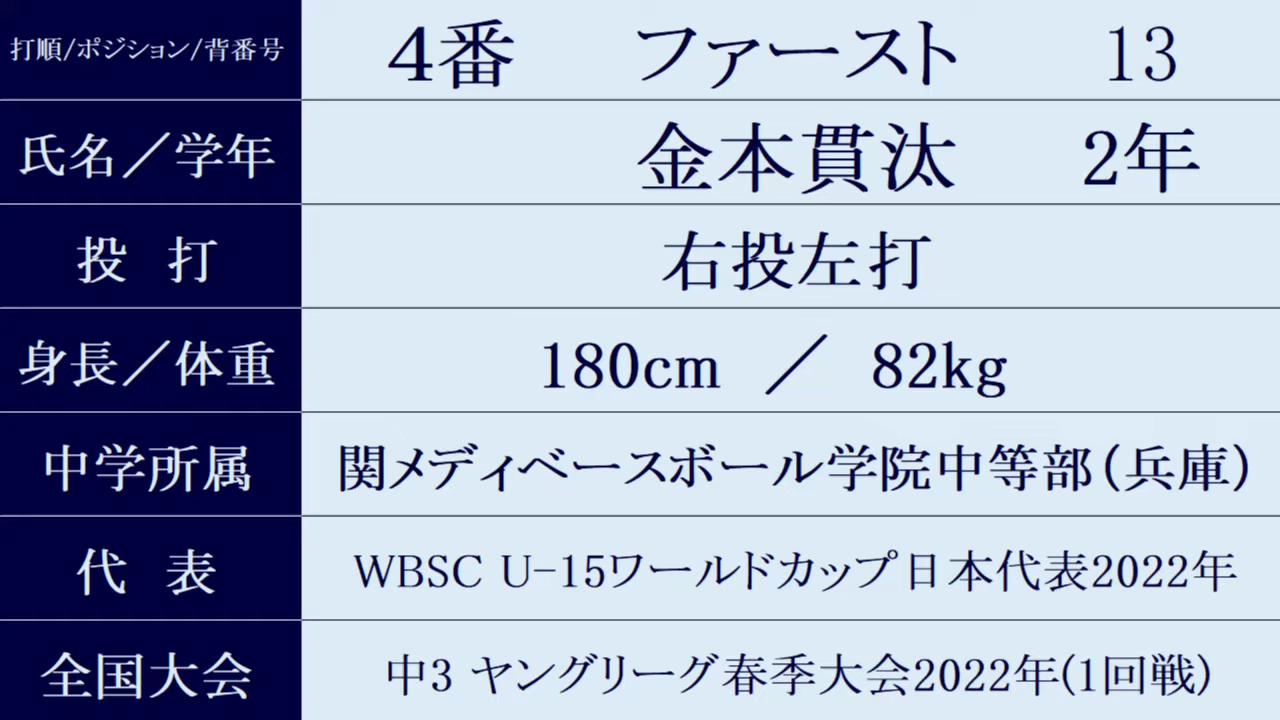 打順/ポジション/背番号 4番 ファースト 13
氏名／学年 金本貫汰 2年
投 打 右投左打
身長／体重 180cm ／ 82kg
中学所属 関メディベースボール学院中等部(兵庫)
代 表 WBSC U-15ワールドカップ日本代表2022年
全国大会 中3 ヤングリーグ春季大会2022年(1回戦)